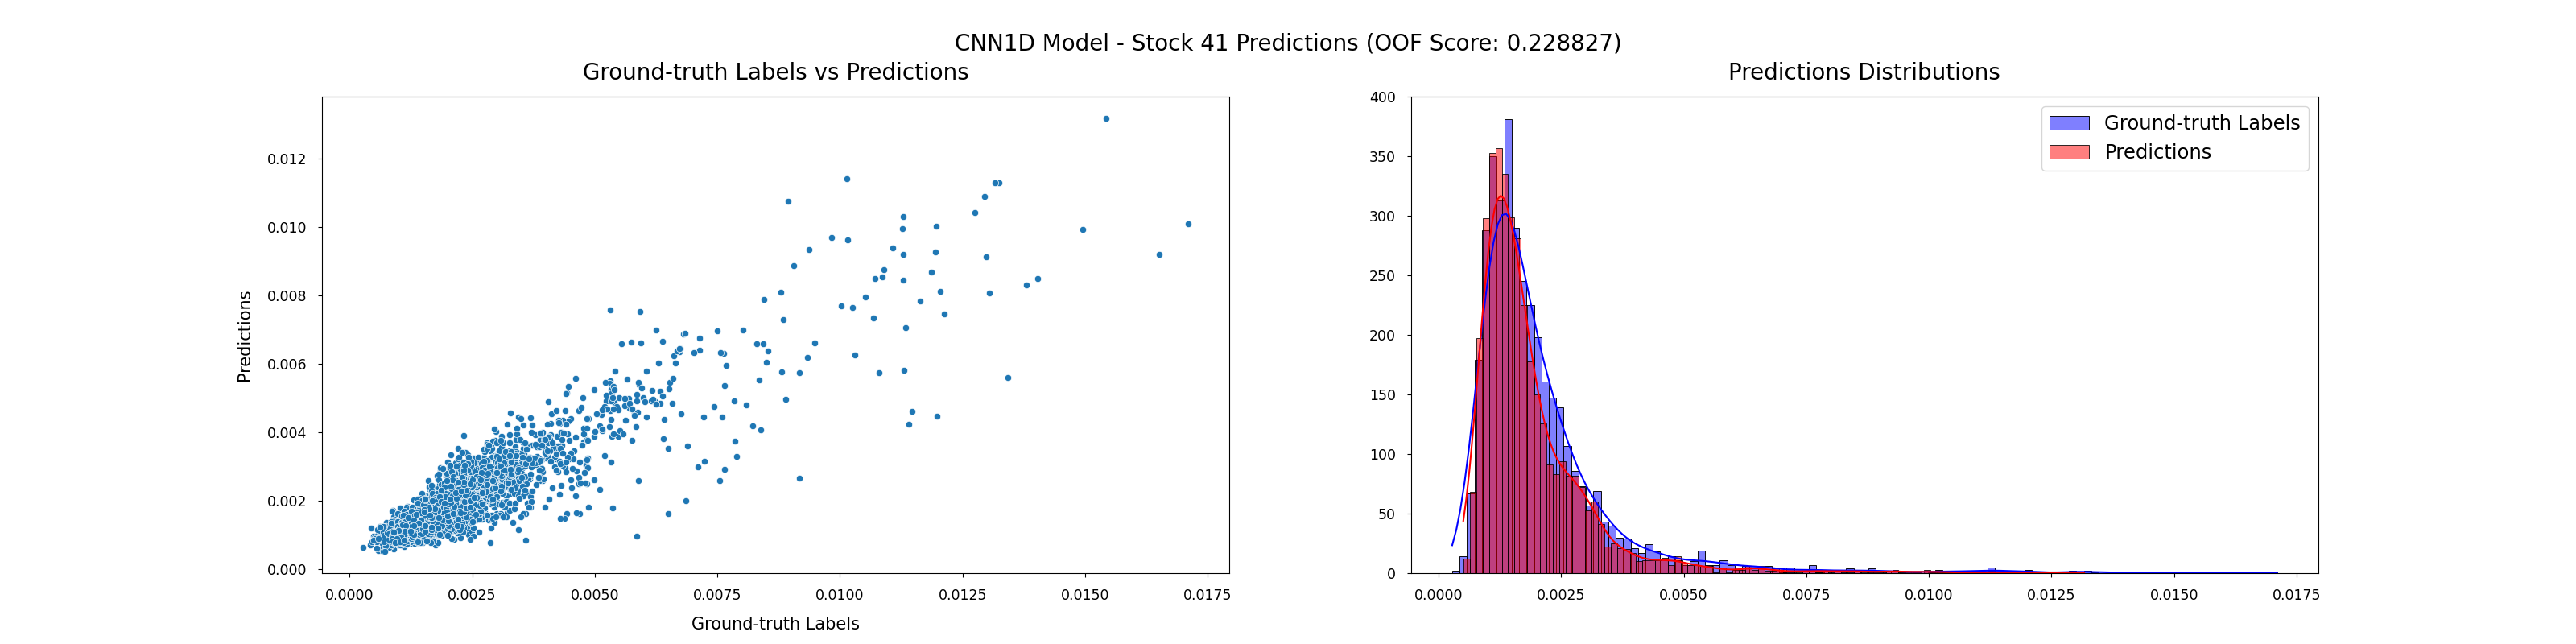 CNN1D Model - Stock 41 Predictions (OOF Score: 0.228827)
Ground-truth Labels vs Predictions
Predictions
0.012
0.010
0.008
0.006
0.004
0.002
0.000
0.0000 0.0025 0.0050 0.0075 0.0100 0.0125 0.0150 0.0175
Ground-truth Labels
Predictions Distributions
Ground-truth Labels
Predictions
400
350
300
250
200
150
100
50
0
0.0000 0.0025 0.0050 0.0075 0.0100 0.0125 0.0150 0.0175